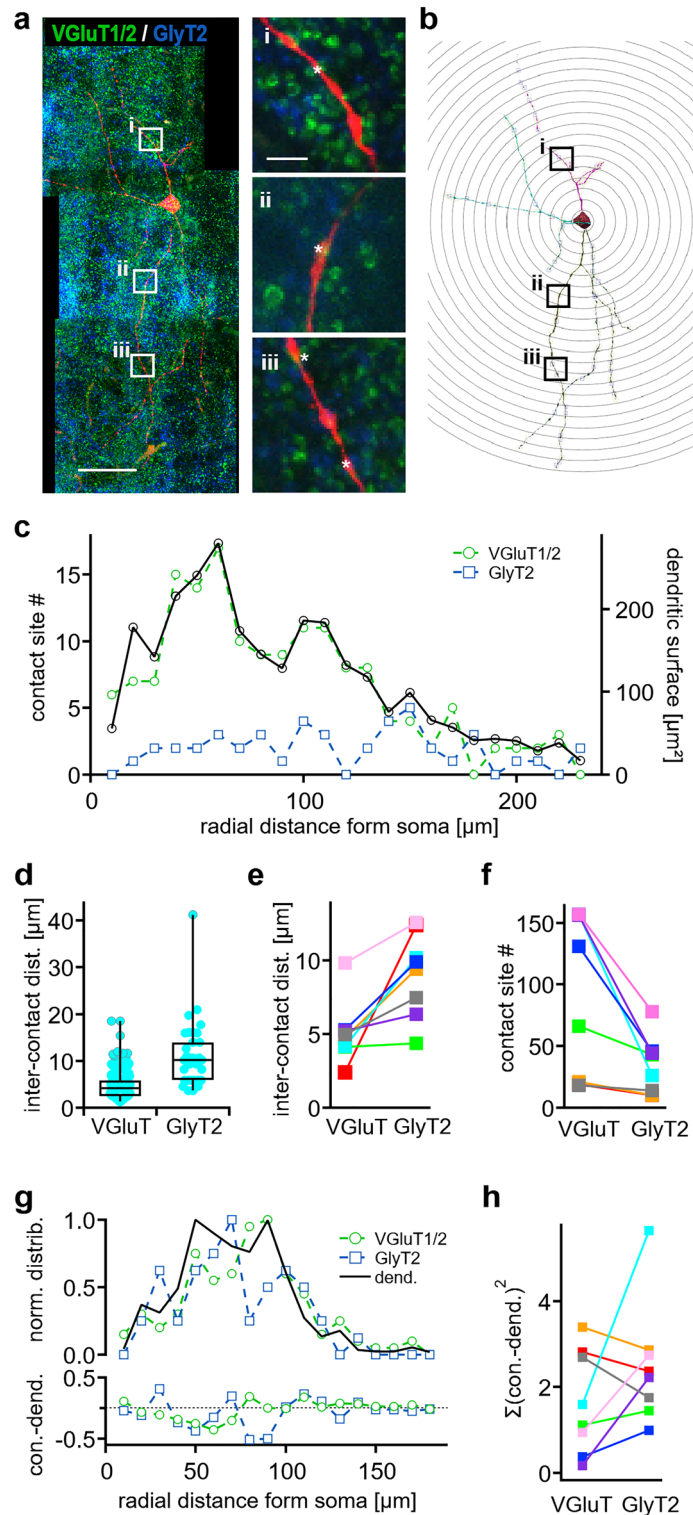 a
VGluT1/2 / GlyT2
i
ii
iii
i
*
ii
*
iii
*
*
b
i
ii
iii
c
contact site #
15
10
5
0
VGluT1/2
GlyT2
dendritic surface [µm²]
200
100
0
0
100
200
radial distance form soma [µm]
d
inter-contact dist. [µm]
40
30
20
10
0
VGluT
GlyT2
e
inter-contact dist. [µm]
10
5
0
VGluT GlyT2
f
contact site #
150
100
50
0
VGluT
GlyT2
g
norm. distrib.
1.0
0.5
0.0
VGluT1/2
GlyT2
dend.
con.-dend.
0.5
-0.5
0
50
100
150
radial distance form soma [µm]
h
Σ(con.-dend.)²
4
2
0
VGluT GlyT2